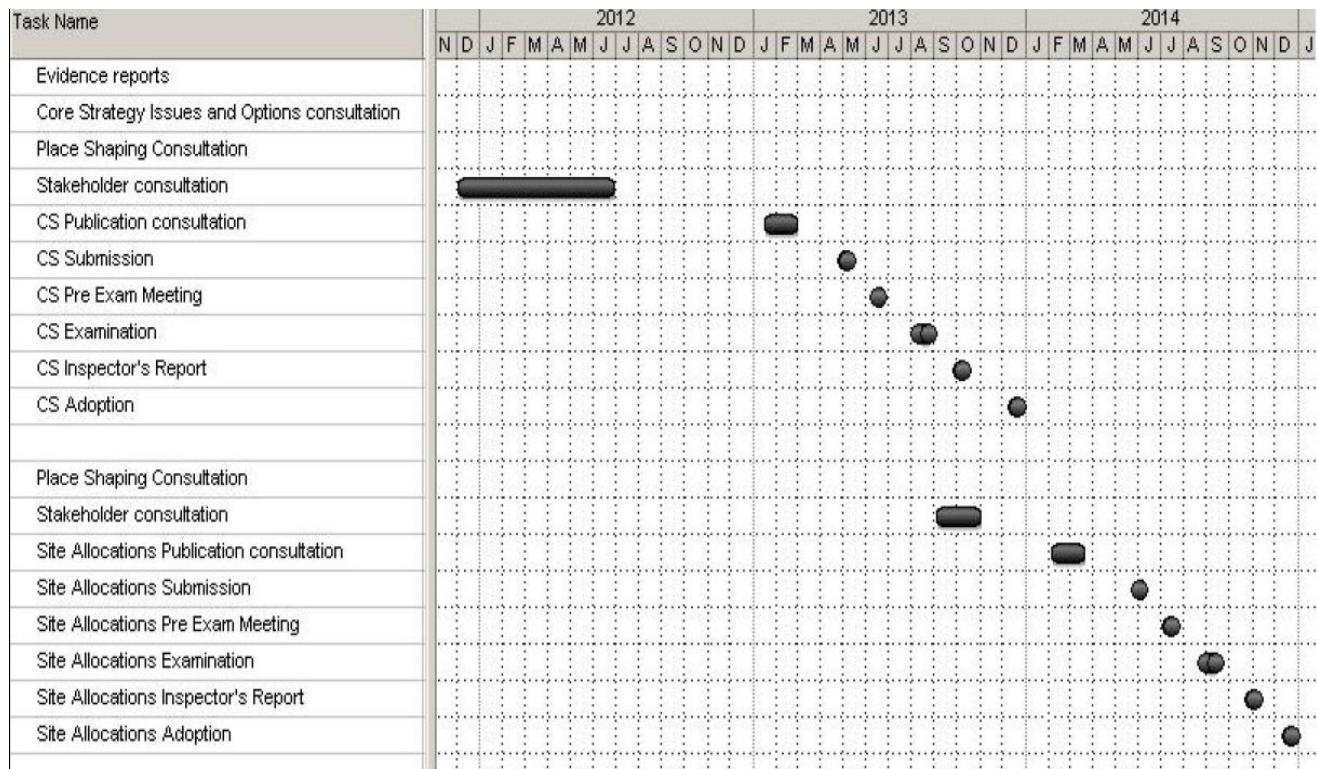 Task Name
2012 2013 2014
N D J F M A M J J A S O N D J F M A M J J A S O N D J F M A M J J A S O N D J
Evidence reports
Core Strategy Issues and Options consultation
Place Shaping Consultation
Stakeholder consultation
CS Publication consultation
CS Submission
CS Pre Exam Meeting
CS Examination
CS Inspector's Report
CS Adoption
Place Shaping Consultation
Stakeholder consultation
Site Allocations Publication consultation
Site Allocations Submission
Site Allocations Pre Exam Meeting
Site Allocations Examination
Site Allocations Inspector's Report
Site Allocations Adoption